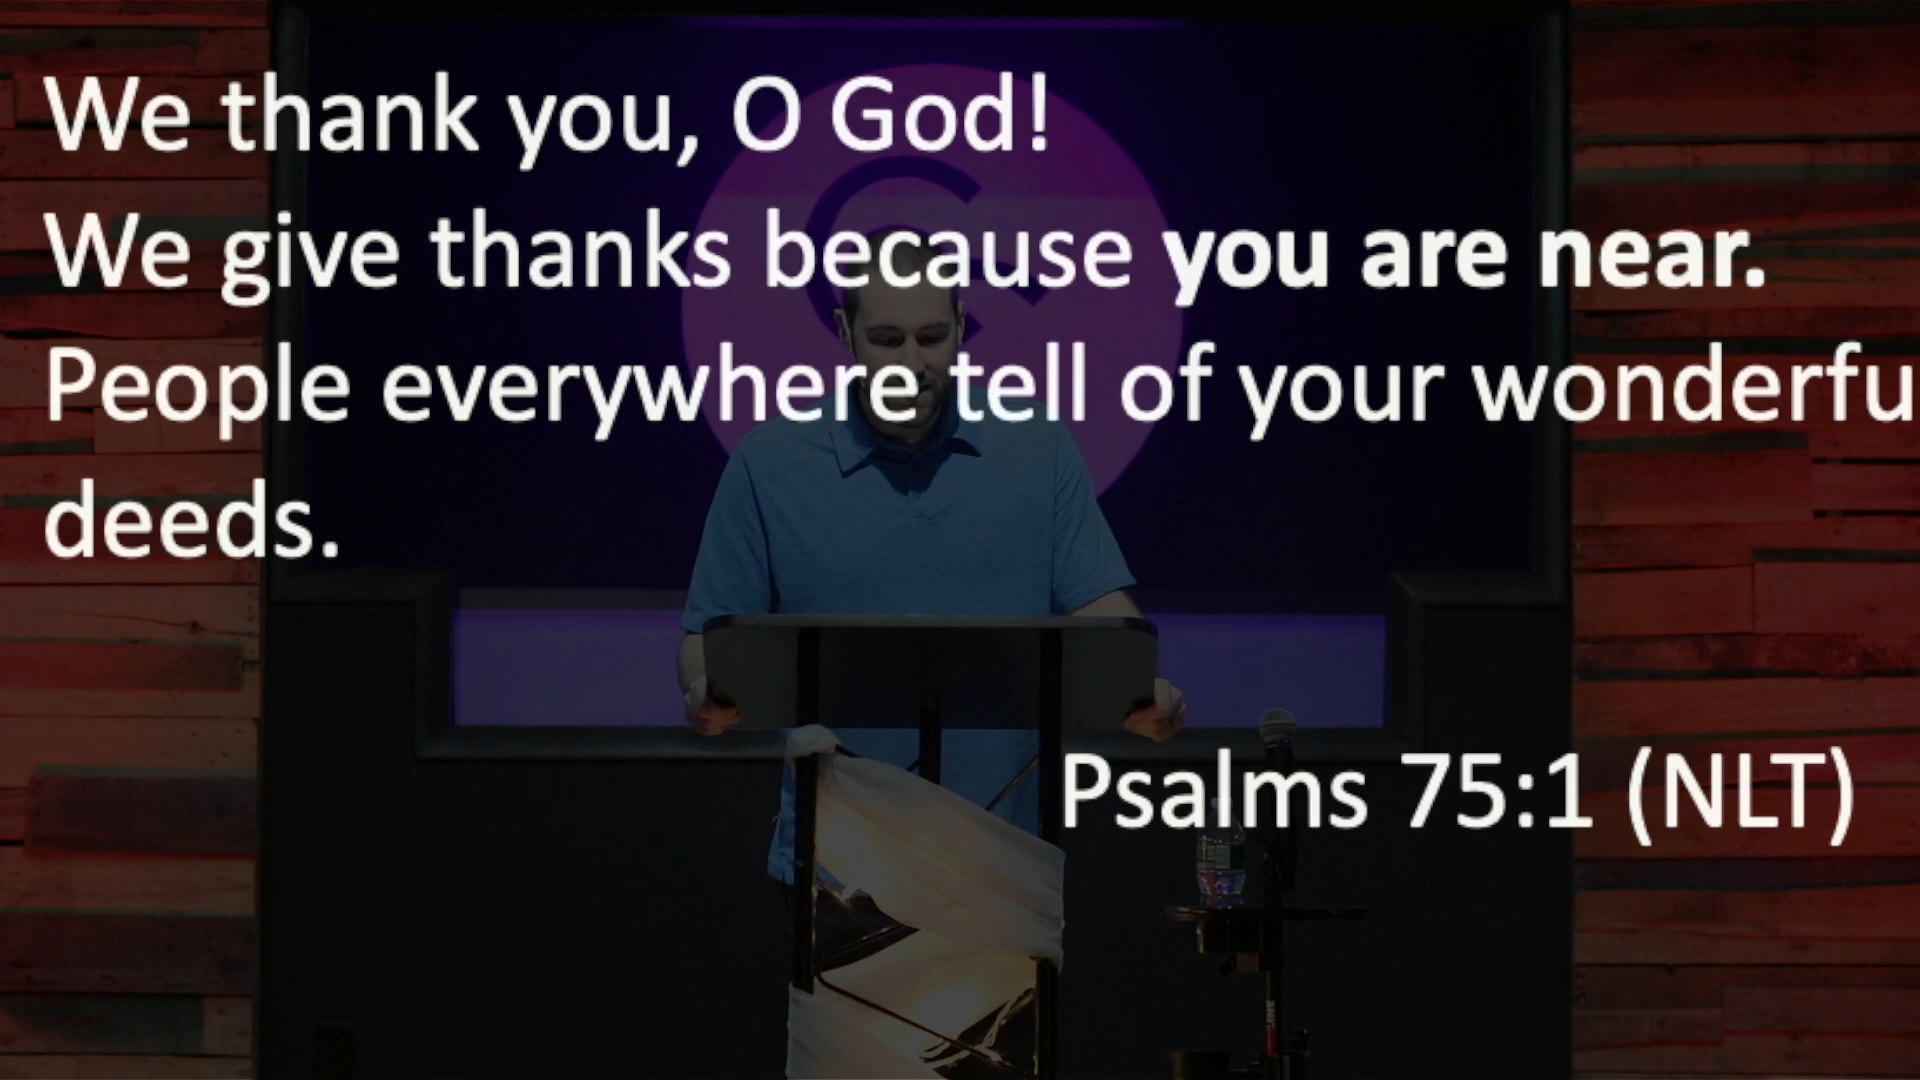 We thank you, O God!
We give thanks because you are near.
People everywhere tell of your wonderfu
deeds.
Psalms 75:1 (NLT)